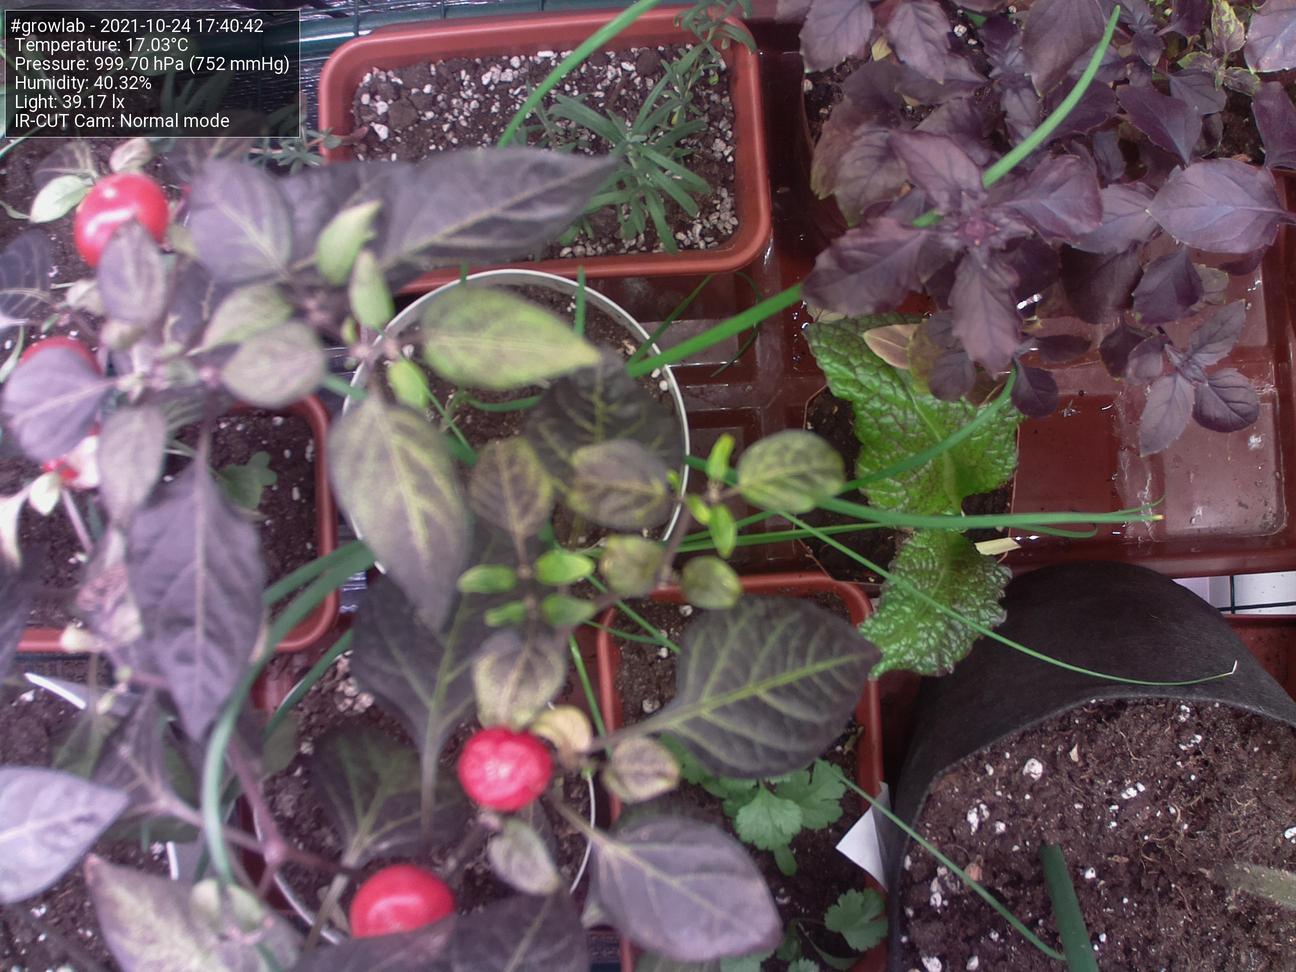 #growlab - 2021-10-24 17:40:42
Temperature: 17.03°C
Pressure: 999.70 hPa (752 mmHg)
Humidity: 40.32%
Light: 39.17 lx
IR-CUT Cam: Normal mode